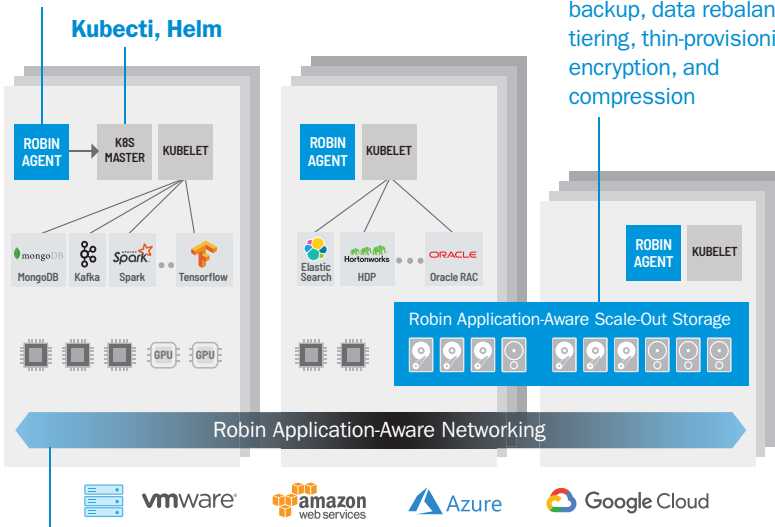 Kubecti, Helm
backup, data rebalan
tiering, thin-provisioni
encryption, and
compression
ROBIN
AGENT
K8S
MASTER
KUBELET
ROBIN
AGENT
KUBELET
ROBIN
AGENT
KUBELET
mongoDB
MongoDB
Kafka
APACHE
Spark
Spark
Tensorflow
Elastic
Search
Hortonworks
HDP
ORACLE
Oracle RAC
GPU
GPU
Robin Application-Aware Scale-Out Storage
Robin Application-Aware Networking
vmware
amazon
web services
Azure
Google Cloud